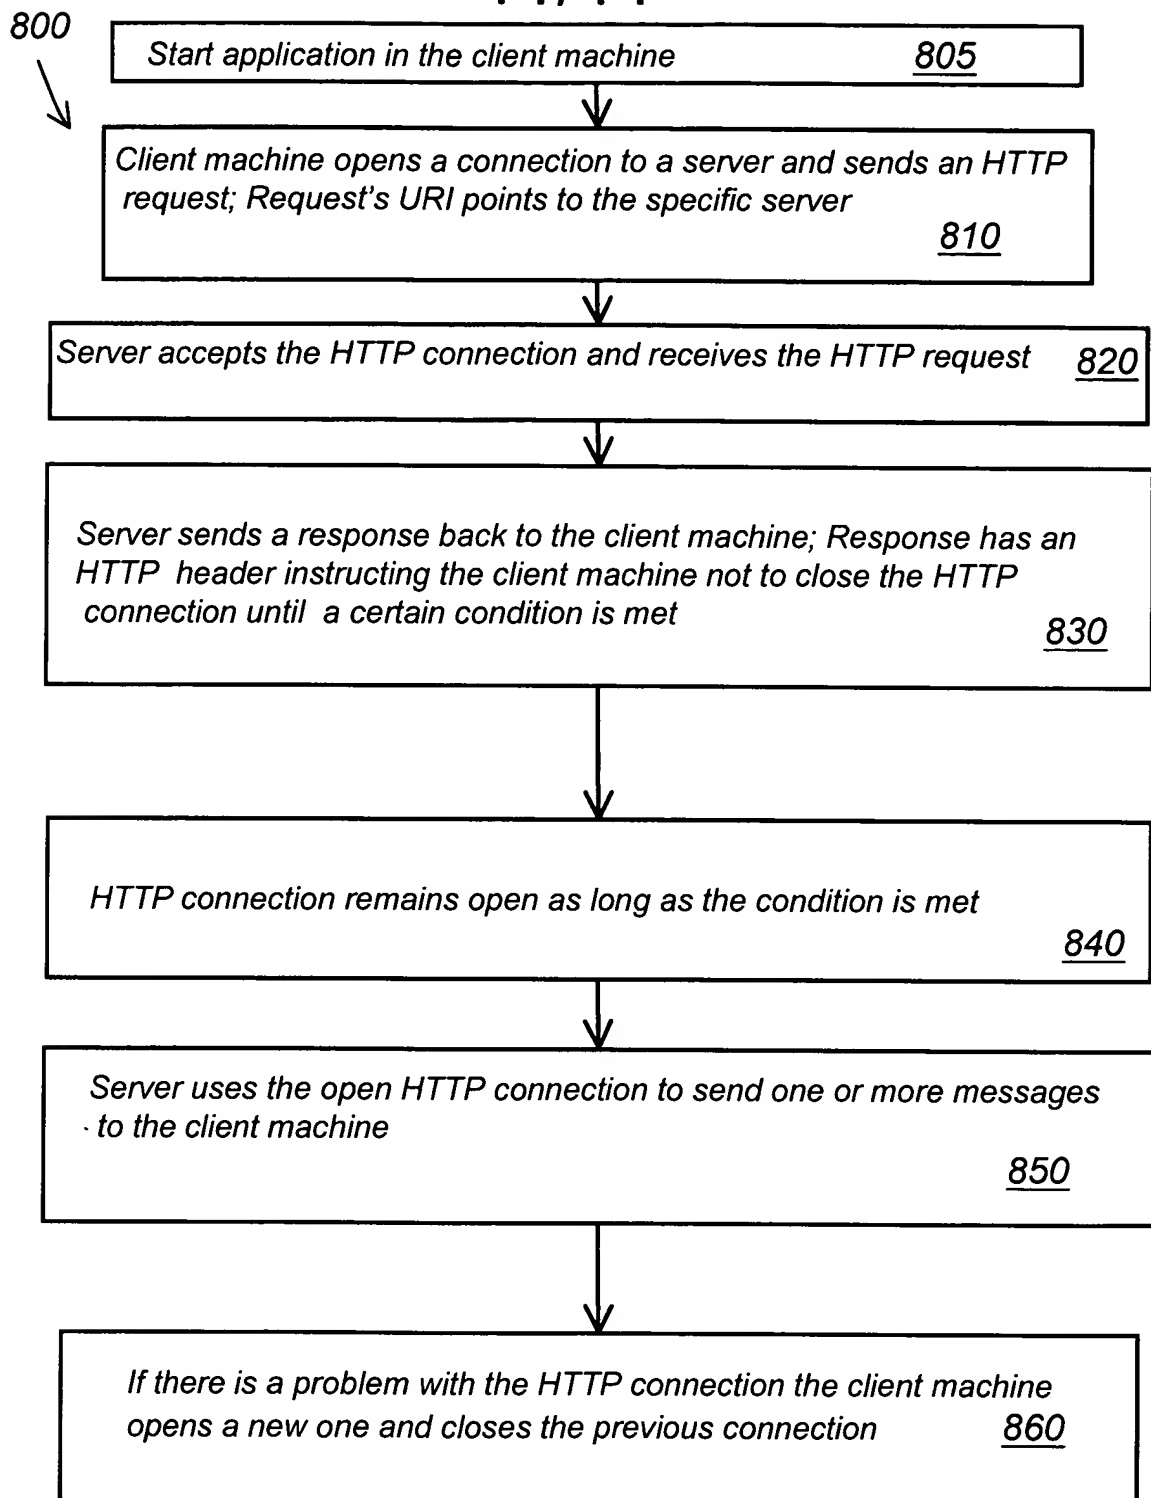 800
Start application in the client machine 805
Client machine opens a connection to a server and sends an HTTP
request; Request's URI points to the specific server
810
Server accepts the HTTP connection and receives the HTTP request 820
Server sends a response back to the client machine; Response has an
HTTP header instructing the client machine not to close the HTTP
connection until a certain condition is met
830
HTTP connection remains open as long as the condition is met
840
Server uses the open HTTP connection to send one or more messages
to the client machine
850
If there is a problem with the HTTP connection the client machine
opens a new one and closes the previous connection 860